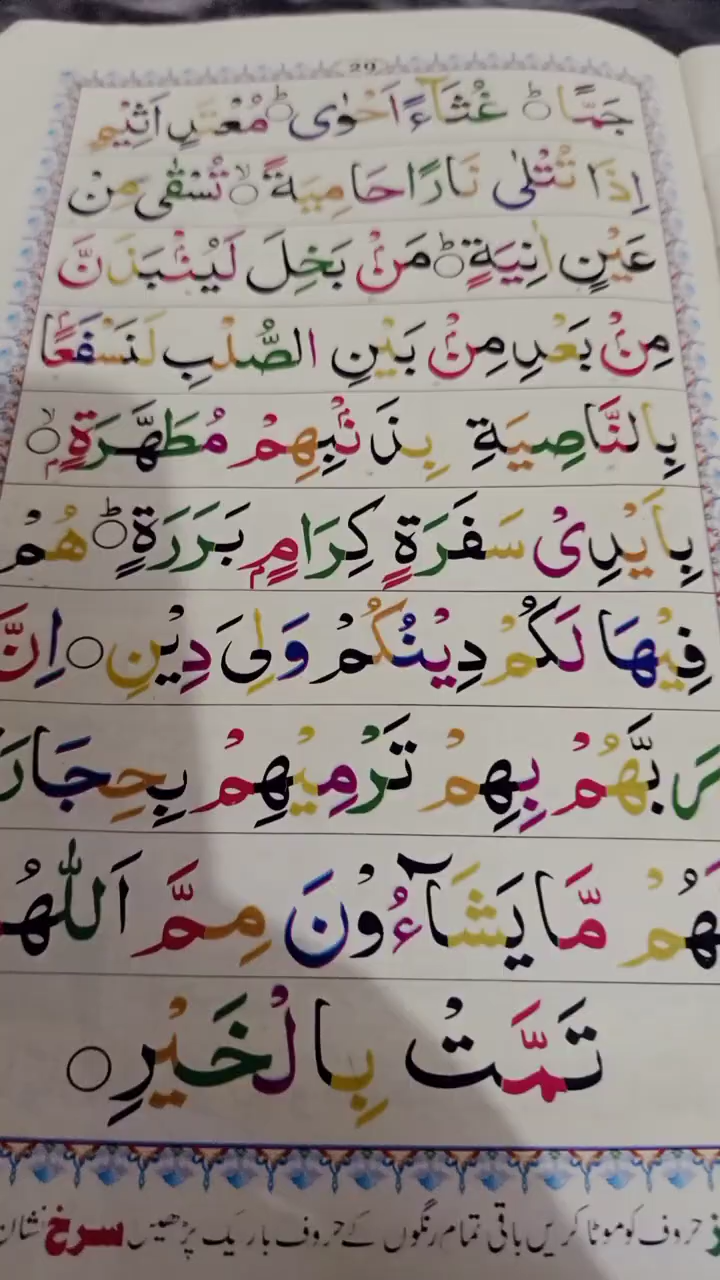 29
جَمًّا ؕ غُثَآءً اَحْوٰى ؕ مُعْتَدٍ اَثِيْمٍ
اِذَا تُتْلٰى نَارًا حَامِيَةً ۙ تُسْقٰى مِنْ
عَيْنٍ اٰنِيَةٍ ؕ مَنْۢ بَخِلَ لَيُنْۢبَذَنَّ
مِنْۢ بَعْدِ مِنْۢ بَيْنِ الصُّلْبِ لَنَسْفَعًۢا
بِالنَّاصِيَةِ بِذَنْۢبِهِمْ مُطَهَّرَةٍۭ ۙ
بِاَيْدِىْ سَفَرَةٍ كِرَامٍۭ بَرَرَةٍ ؕ هُمْ
فِيْهَا لَكُمْ دِيْنُكُمْ وَلِىَ دِيْنِ ○ اِنَّ
رَبَّهُمْ بِهِمْ تَرْمِيْهِمْ بِحِجَارَ
هُمْ مَّا يَشَآءُوْنَ مِمَّ اَللّٰهُ
تَمَّتْ بِالْخَيْرِ ○
حروف کو موٹا کریں باقی تمام رنگوں کے حروف باریک پڑھیں سرخ نشان